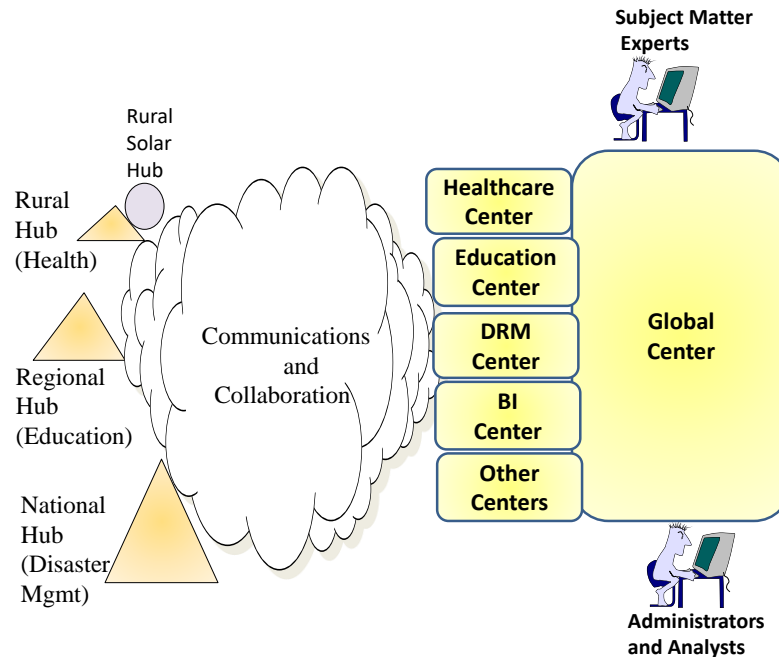 Subject Matter
Experts
Rural
Solar
Hub
Rural
Hub
(Health)
Regional
Hub
(Education)
National
Hub
(Disaster
Mgmt)
Communications
and
Collaboration
Healthcare
Center
Education
Center
DRM
Center
BI
Center
Other
Centers
Global
Center
Administrators
and Analysts